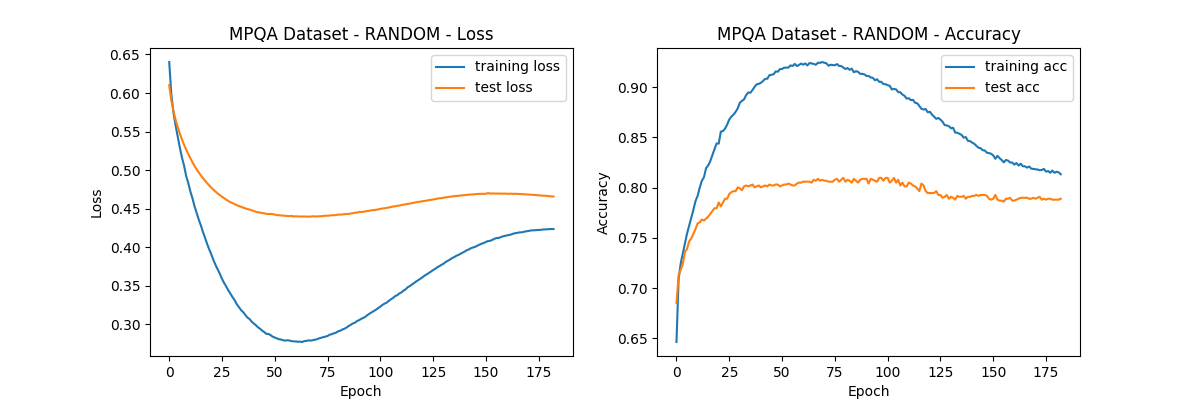 MPQA Dataset - RANDOM - Loss
training loss
test loss
0.65
0.60
0.55
0.50
0.45
0.40
0.35
0.30
Loss
0 25 50 75 100 125 150 175
Epoch
MPQA Dataset - RANDOM - Accuracy
training acc
test acc
0.90
0.85
0.80
0.75
0.70
0.65
Accuracy
0 25 50 75 100 125 150 175
Epoch